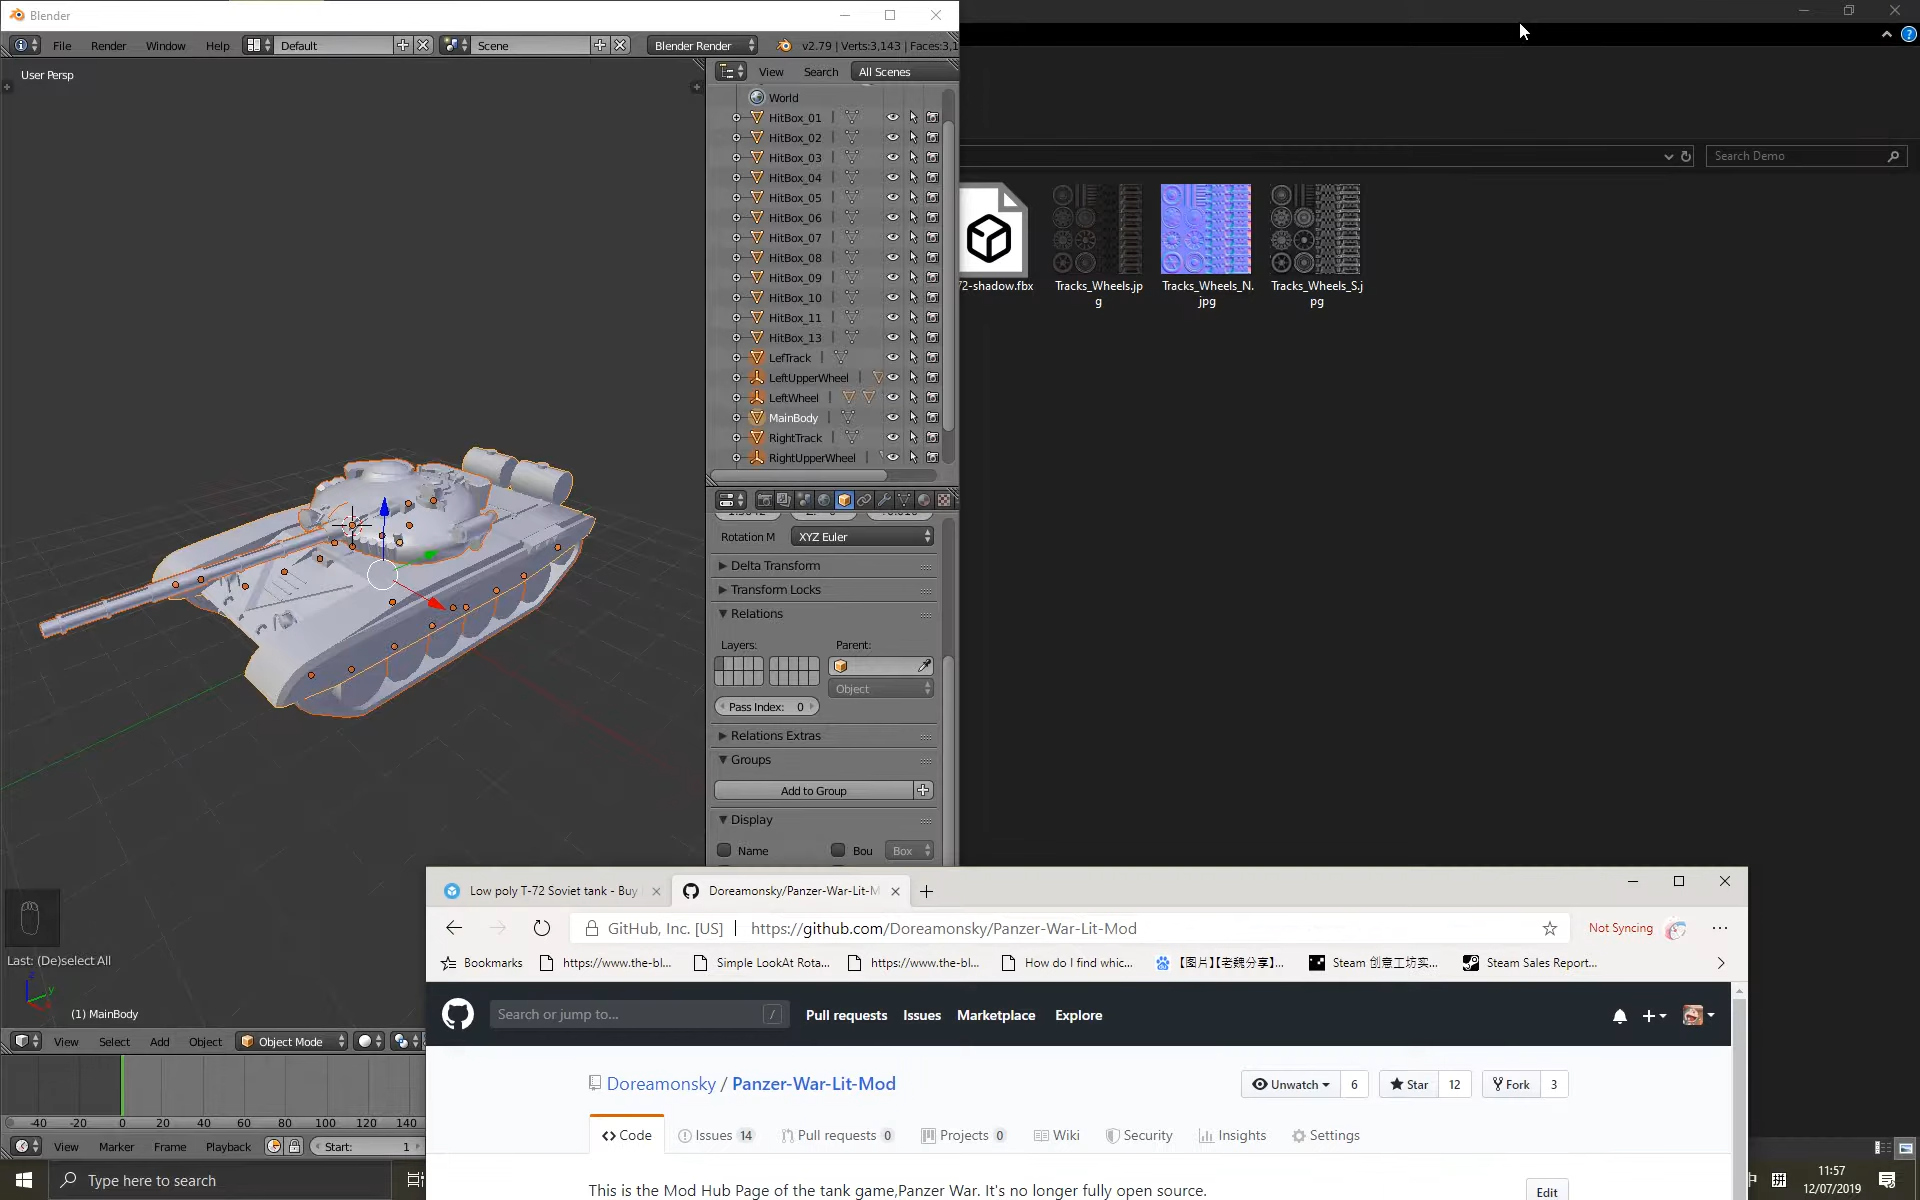 Blender
File Render Window Help Default Scene Blender Render v2.79 | Verts:3,143 | Faces:3,1
User Persp
View Search All Scenes
World
HitBox_01
HitBox_02
HitBox_03
HitBox_04
HitBox_05
HitBox_06
HitBox_07
HitBox_08
HitBox_09
HitBox_10
HitBox_11
HitBox_13
LefTrack
LeftUpperWheel
LeftWheel
MainBody
RightTrack
RightUpperWheel
Search Demo
72-shadow.fbx
Tracks_Wheels.jp
g
Tracks_Wheels_N.
jpg
Tracks_Wheels_S.j
pg
Rotation M XYZ Euler
Delta Transform
Transform Locks
Relations
Layers: Parent:
Object
Pass Index: 0
Relations Extras
Groups
Add to Group
Display
Name Bou Box
Last: (De)select All
z
y
(1) MainBody
View Select Add Object Object Mode
-40 -20 0 20 40 60 80 100 120 140
View Marker Frame Playback Start: 1
Type here to search
Low poly T-72 Soviet tank - Buy
Doreamonsky/Panzer-War-Lit-M
GitHub, Inc. [US] | https://github.com/Doreamonsky/Panzer-War-Lit-Mod
Not Syncing
Bookmarks https://www.the-bl... Simple LookAt Rota... https://www.the-bl... How do I find whic... 【图片】【老魏分享】... Steam 创意工坊实... Steam Sales Report...
Search or jump to... / Pull requests Issues Marketplace Explore
Doreamonsky / Panzer-War-Lit-Mod
Unwatch 6 Star 12 Fork 3
Code Issues 14 Pull requests 0 Projects 0 Wiki Security Insights Settings
This is the Mod Hub Page of the tank game,Panzer War. It's no longer fully open source.
Edit
中 拼
11:57
12/07/2019